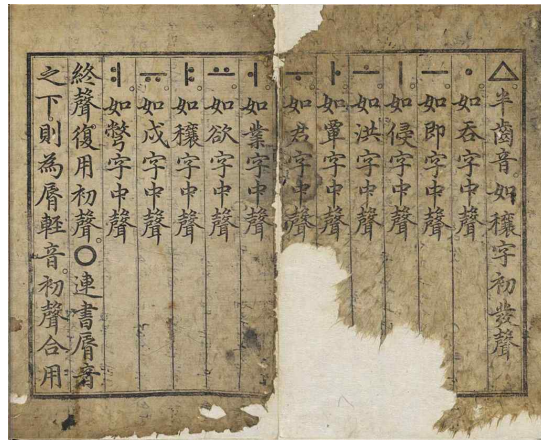 ㅿ半齒音。如穰字初發聲
ㆍ如呑字中聲
ㅡ如即字中聲
ㅣ如侵字中聲
ㅗ如洪字中聲
ㅏ如覃字中聲
ㅜ如君字中聲
ㅓ如業字中聲
ㅛ如欲字中聲
ㅑ如穰字中聲
ㅠ如戌字中聲
ㅕ如彆字中聲
終聲復用初聲。○連書脣音
之下則為脣輕音。初聲合用